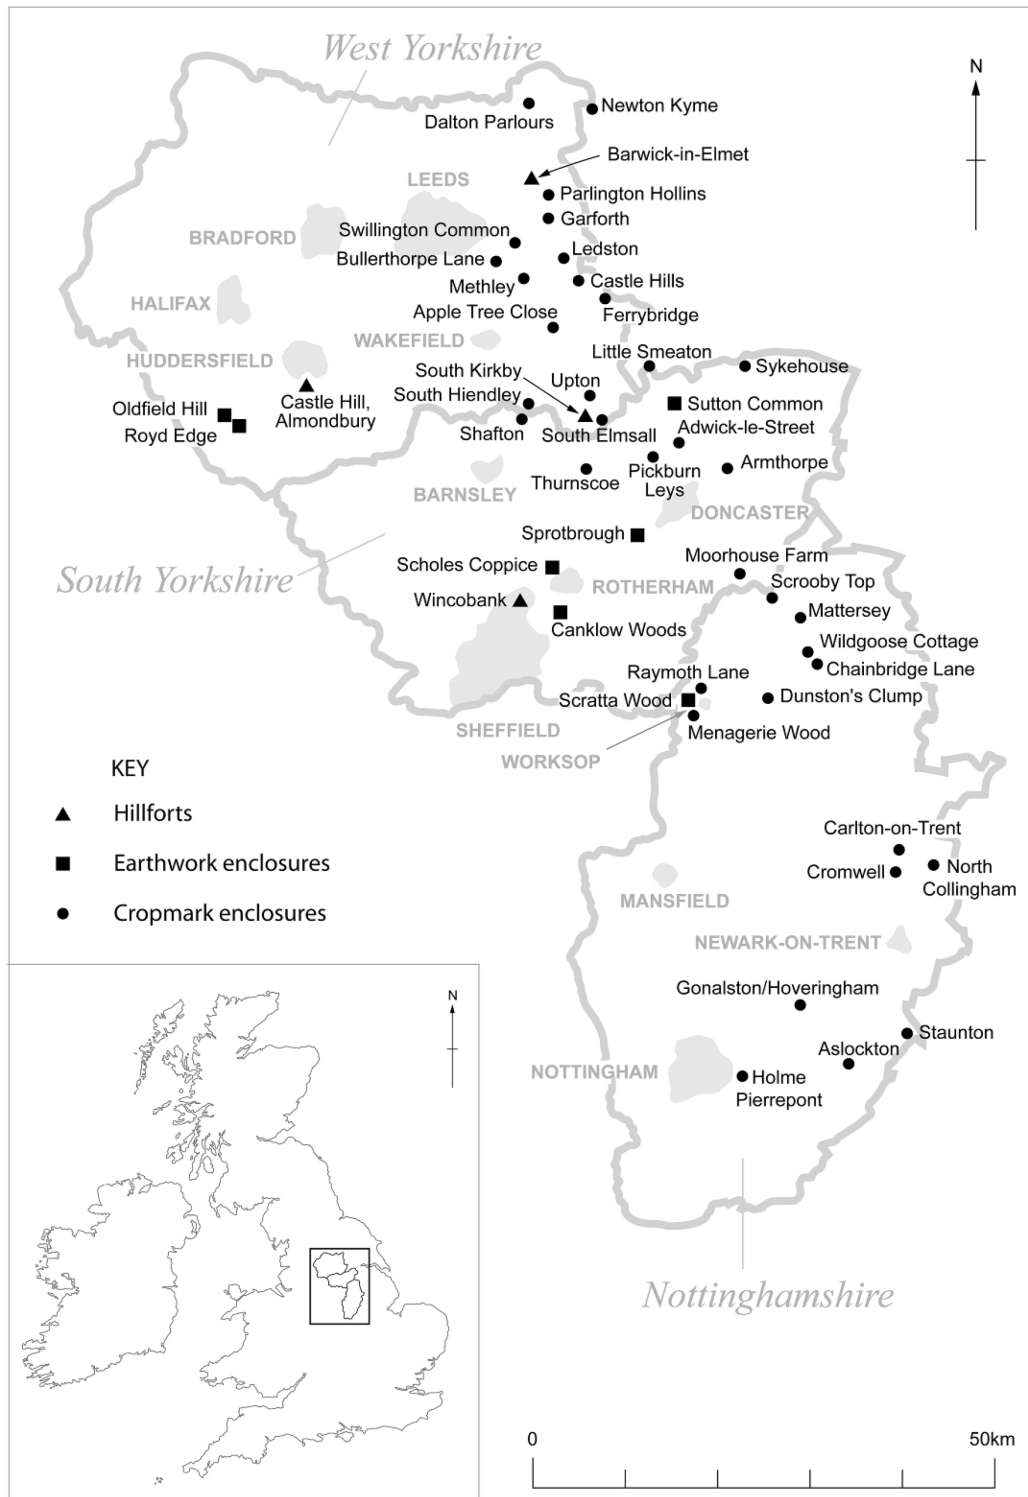 West Yorkshire
N
Dalton Parlours
Newton Kyme
Barwick-in-Elmet
LEEDS
Parlington Hollins
Garforth
BRADFORD
Swillington Common
Ledston
Bullerthorpe Lane
Castle Hills
Methley
HALIFAX
Apple Tree Close
Ferrybridge
WAKEFIELD
HUDDERSFIELD
Little Smeaton
Sykehouse
South Kirkby
Upton
South Hiendley
Castle Hill,
Almondbury
Oldfield Hill
Royd Edge
Sutton Common
Shafton
South Elmsall
Adwick-le-Street
Armthorpe
Pickburn
Leys
Thurnscoe
BARNSLEY
DONCASTER
Sprotbrough
Moorhouse Farm
South Yorkshire
Scholes Coppice
ROTHERHAM
Scrooby Top
Wincobank
Mattersey
Canklow Woods
Wildgoose Cottage
Chainbridge Lane
Raymoth Lane
Scratta Wood
Dunston's Clump
SHEFFIELD
Menagerie Wood
WORKSOP
KEY
Hillforts
Earthwork enclosures
Cropmark enclosures
Carlton-on-Trent
Cromwell
North
Collingham
MANSFIELD
NEWARK-ON-TRENT
Gonalston/Hoveringham
Staunton
Aslockton
NOTTINGHAM
Holme
Pierrepont
Nottinghamshire
N
0
50km